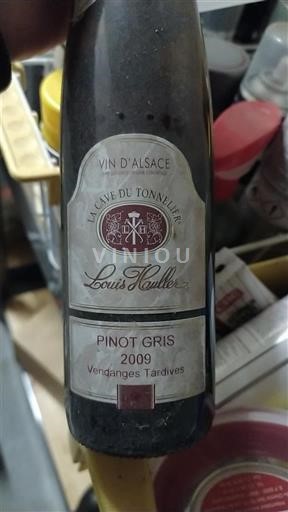 VIN D'ALSACE
LA CAVE DU TONNELIER
L H
VINIOU
Louis Hauller
PINOT GRIS
2009
Vendanges Tardives